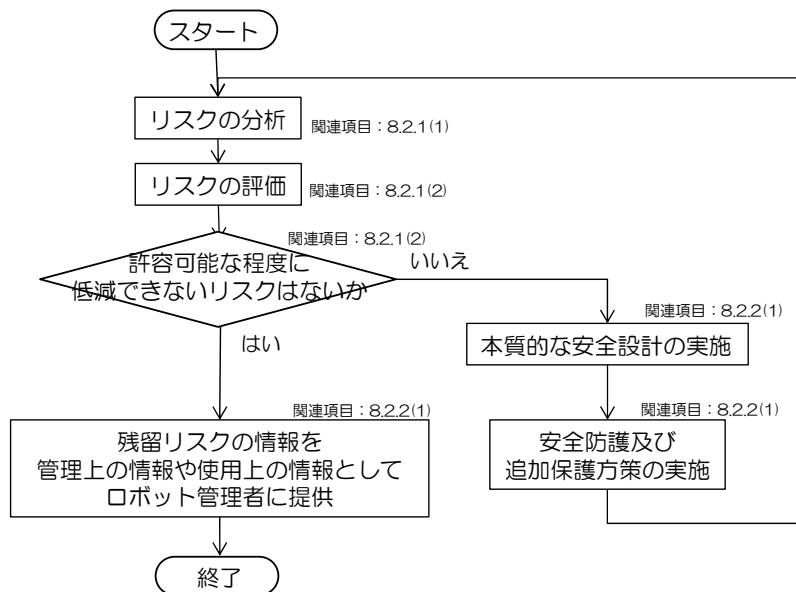 スタート
リスクの分析
関連項目：8.2.1(1)
リスクの評価
関連項目：8.2.1(2)
関連項目：8.2.1(2)
許容可能な程度に
低減できないリスクはないか
いいえ
はい
関連項目：8.2.2(1)
本質的な安全設計の実施
関連項目：8.2.2(1)
安全防護及び
追加保護方策の実施
関連項目：8.2.2(1)
残留リスクの情報を
管理上の情報や使用上の情報として
ロボット管理者に提供
終了